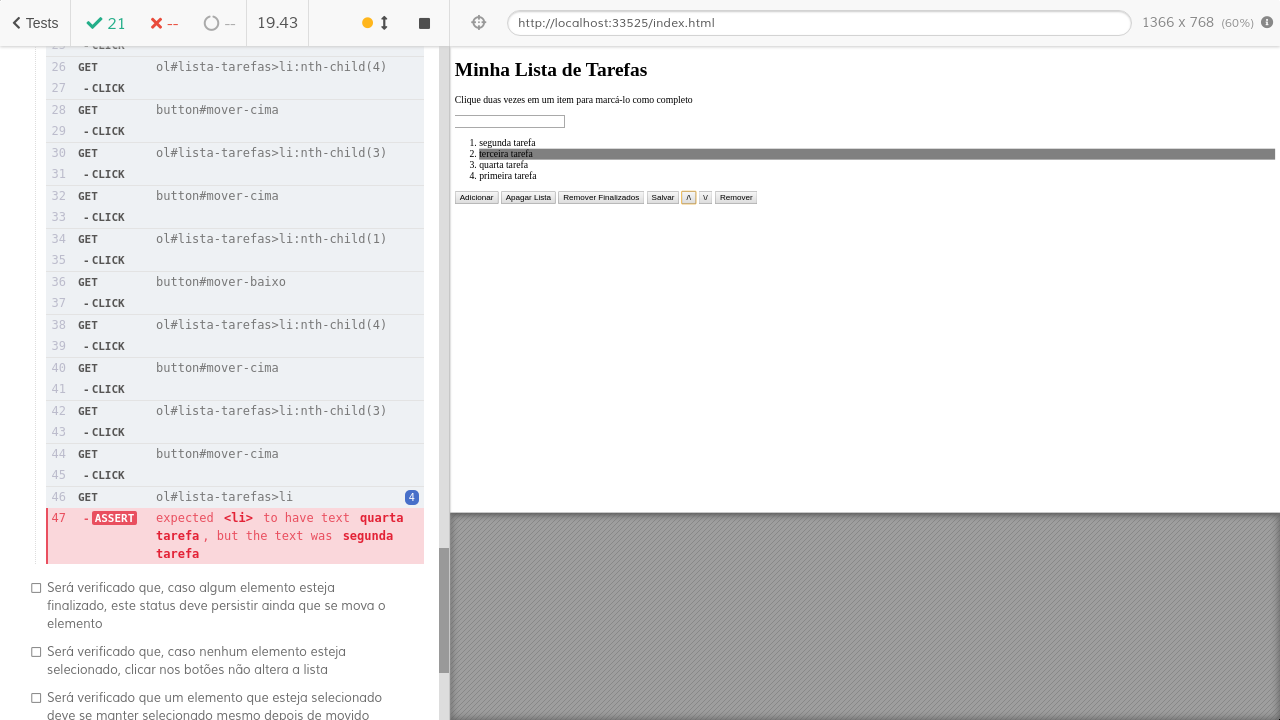 Tests
21
--
--
19.43
http://localhost:33525/index.html
1366 x 768 (60%)
25 - CLICK
26 GET ol#lista-tarefas>li:nth-child(4)
27 - CLICK
28 GET button#mover-cima
29 - CLICK
30 GET ol#lista-tarefas>li:nth-child(3)
31 - CLICK
32 GET button#mover-cima
33 - CLICK
34 GET ol#lista-tarefas>li:nth-child(1)
35 - CLICK
36 GET button#mover-baixo
37 - CLICK
38 GET ol#lista-tarefas>li:nth-child(4)
39 - CLICK
40 GET button#mover-cima
41 - CLICK
42 GET ol#lista-tarefas>li:nth-child(3)
43 - CLICK
44 GET button#mover-cima
45 - CLICK
46 GET ol#lista-tarefas>li 4
47 - ASSERT expected <li> to have text quarta
tarefa , but the text was segunda
tarefa
Será verificado que, caso algum elemento esteja
finalizado, este status deve persistir ainda que se mova o
elemento
Será verificado que, caso nenhum elemento esteja
selecionado, clicar nos botões não altera a lista
Será verificado que um elemento que esteja selecionado
deve se manter selecionado mesmo depois de movido
Minha Lista de Tarefas
Clique duas vezes em um item para marcá-lo como completo
1. segunda tarefa
2. terceira tarefa
3. quarta tarefa
4. primeira tarefa
Adicionar Apagar Lista Remover Finalizados Salvar /\ \/ Remover